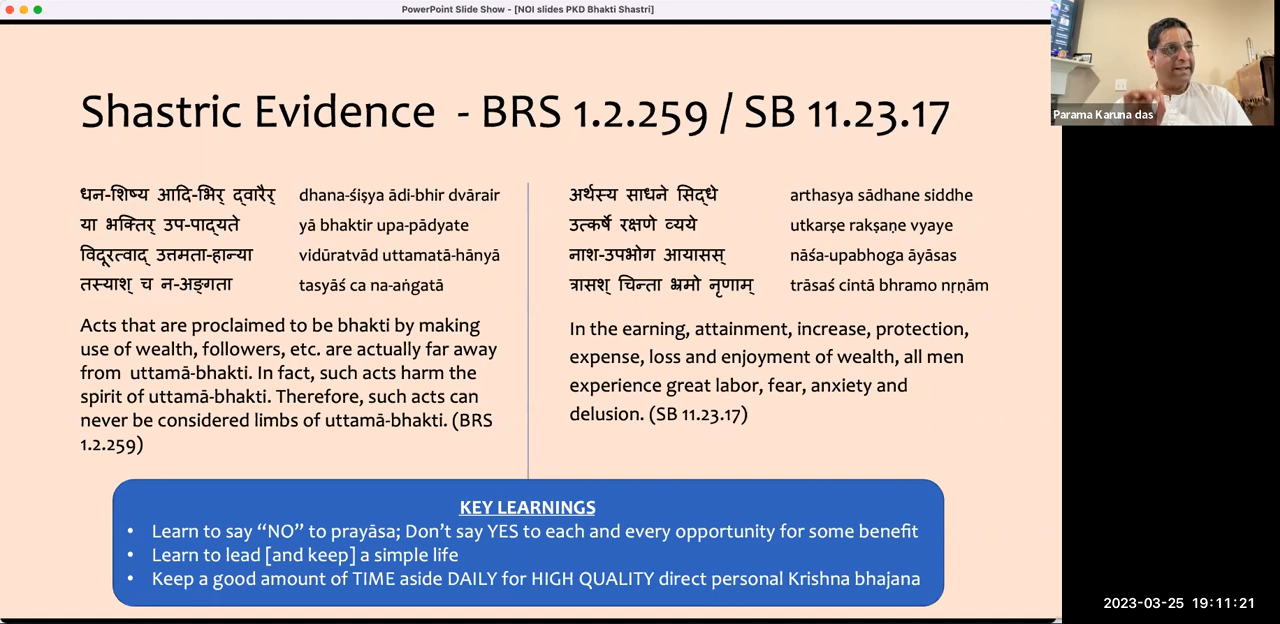 PowerPoint Slide Show - [NOI slides PKD Bhakti Shastri]
Shastric Evidence - BRS 1.2.259 / SB 11.23.17
धन-शिष्य आदि-भिर् द्वारैर्
या भक्तिर् उप-पाद्यते
विदूरत्वाद् उत्तमता-हान्या
तस्याश् च न-अङ्गता
dhana-śiṣya ādi-bhir dvārair
yā bhaktir upa-pādyate
vidūratvād uttamatā-hānyā
tasyāś ca na-aṅgatā
Acts that are proclaimed to be bhakti by making
use of wealth, followers, etc. are actually far away
from uttamā-bhakti. In fact, such acts harm the
spirit of uttamā-bhakti. Therefore, such acts can
never be considered limbs of uttamā-bhakti. (BRS
1.2.259)
अर्थस्य साधने सिद्धे
उत्कर्षे रक्षणे व्यये
नाश-उपभोग आयासस्
त्रासश् चिन्ता भ्रमो नृणाम्
arthasya sādhane siddhe
utkarṣe rakṣaṇe vyaye
nāśa-upabhoga āyāsas
trāsaś cintā bhramo nṛṇām
In the earning, attainment, increase, protection,
expense, loss and enjoyment of wealth, all men
experience great labor, fear, anxiety and
delusion. (SB 11.23.17)
KEY LEARNINGS
• Learn to say “NO” to prayāsa; Don’t say YES to each and every opportunity for some benefit
• Learn to lead [and keep] a simple life
• Keep a good amount of TIME aside DAILY for HIGH QUALITY direct personal Krishna bhajana
Parama Karuna das
2023-03-25 19:11:21